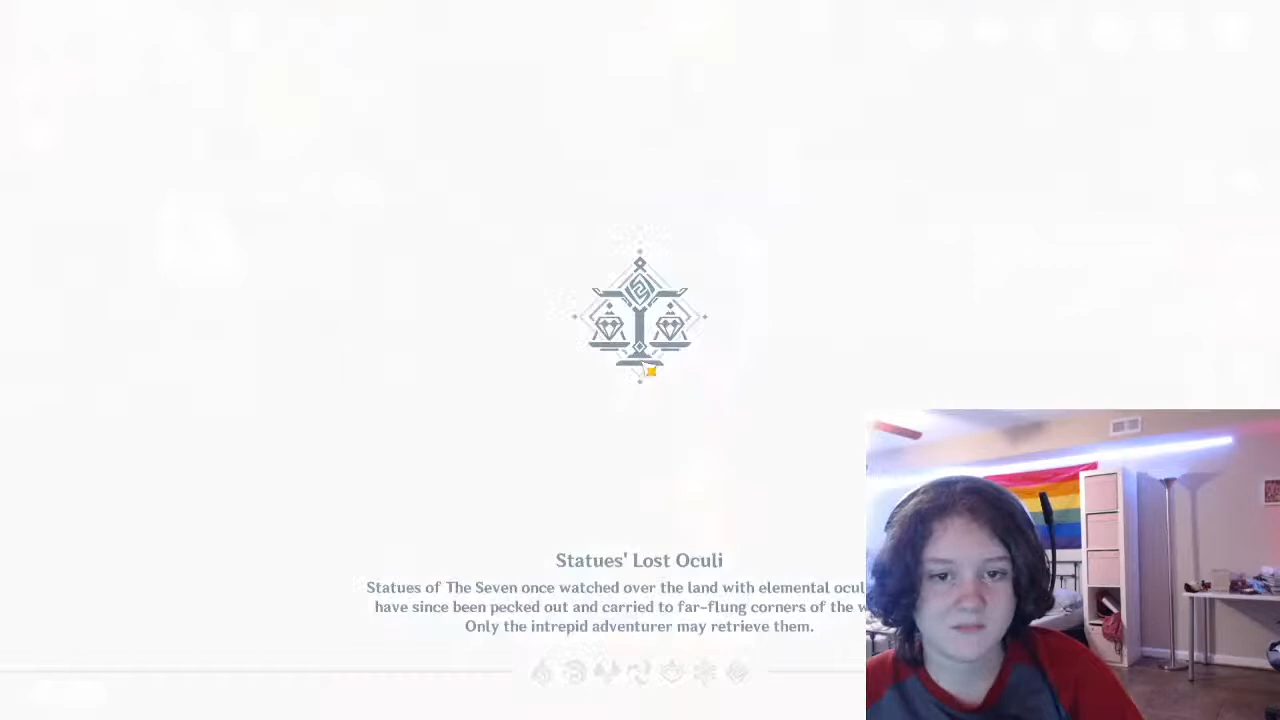 Statues' Lost Oculi
Statues of The Seven once watched over the land with elemental
have since been pecked out and carried to far-flung corners of the
Only the intrepid adventurer may retrieve them.